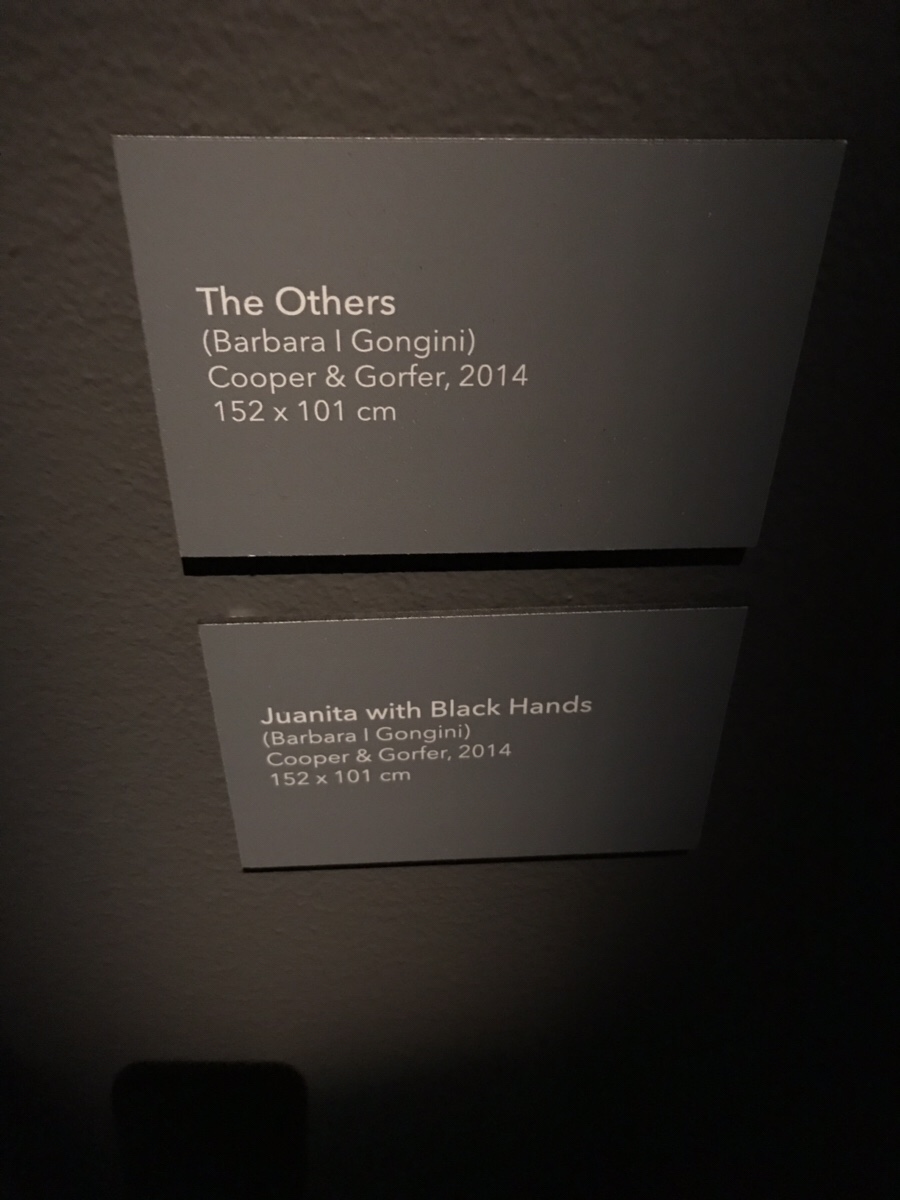 The Others
(Barbara I Gongini)
Cooper & Gorfer, 2014
152 x 101 cm
Juanita with Black Hands
(Barbara I Gongini)
Cooper & Gorfer, 2014
152 x 101 cm